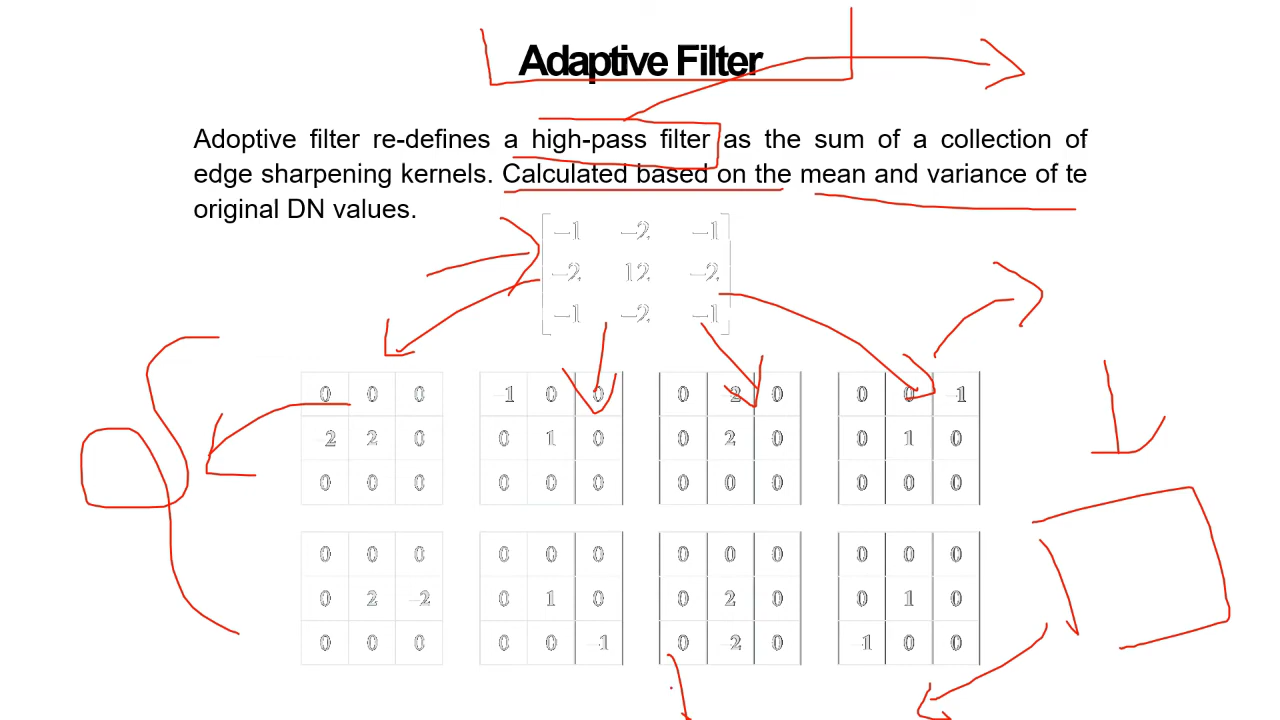 Adaptive Filter
Adoptive filter re-defines a high-pass filter as the sum of a collection of
edge sharpening kernels. Calculated based on the mean and variance of te
original DN values.
−1 −2 −1
−2 12 −2
−1 −2 −1
0 0 0 −1 0 0 0 −2 0 0 0 −1
−2 2 0 0 1 0 0 2 0 0 1 0
0 0 0 0 0 0 0 0 0 0 0 0
0 0 0 0 0 0 0 0 0 0 0 0
0 2 −2 0 1 0 0 2 0 0 1 0
0 0 0 0 0 −1 0 −2 0 −1 0 0